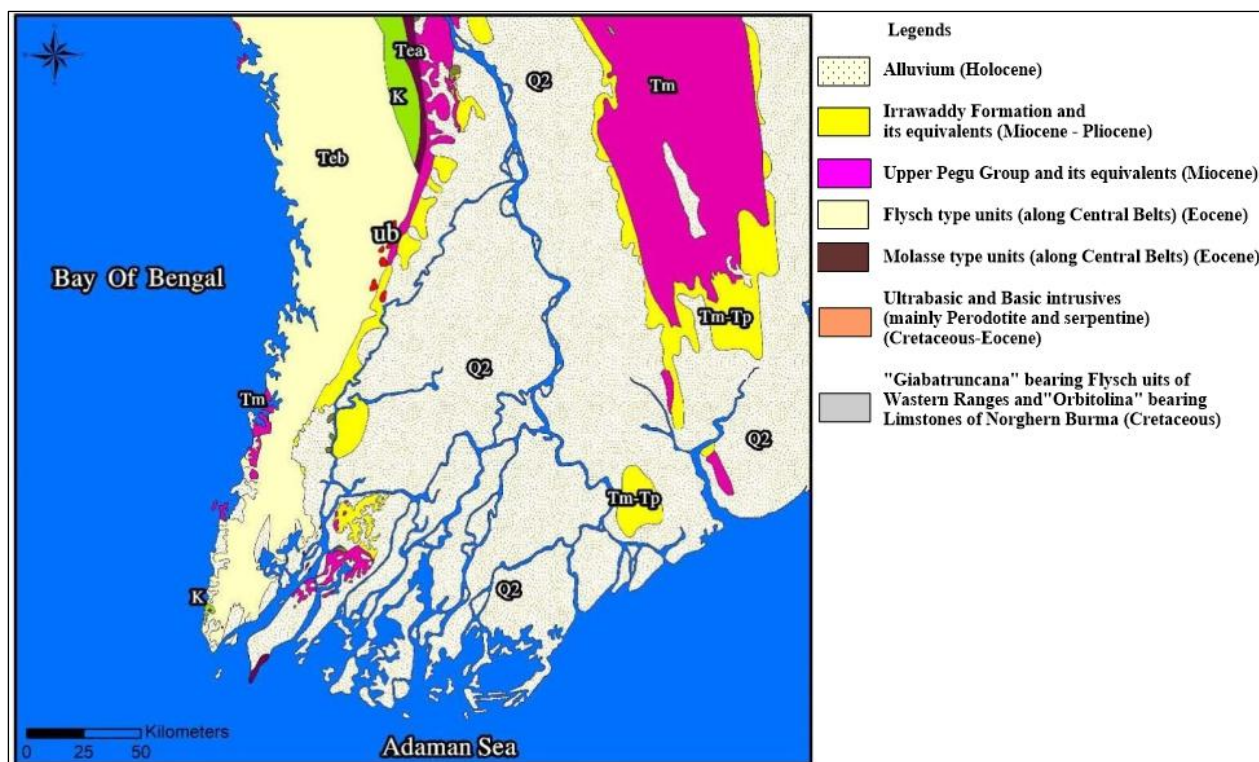 Legends
Alluvium (Holocene)
Irrawaddy Formation and
its equivalents (Miocene - Pliocene)
Upper Pegu Group and its equivalents (Miocene)
Flysch type units (along Central Belts) (Eocene)
Molasse type units (along Central Belts) (Eocene)
Ultrabasic and Basic intrusives
(mainly Perodotite and serpentine)
(Cretaceous-Eocene)
"Giabatruncana" bearing Flysch uits of
Wastern Ranges and"Orbitolina" bearing
Limstones of Norghern Burma (Cretaceous)
Tea
Q2
Tm
K
Teb
ub
Bay Of Bengal
Tm-Tp
Q2
Tm
Q2
Tm-Tp
Q2
K
Kilometers
0 25 50
Adaman Sea